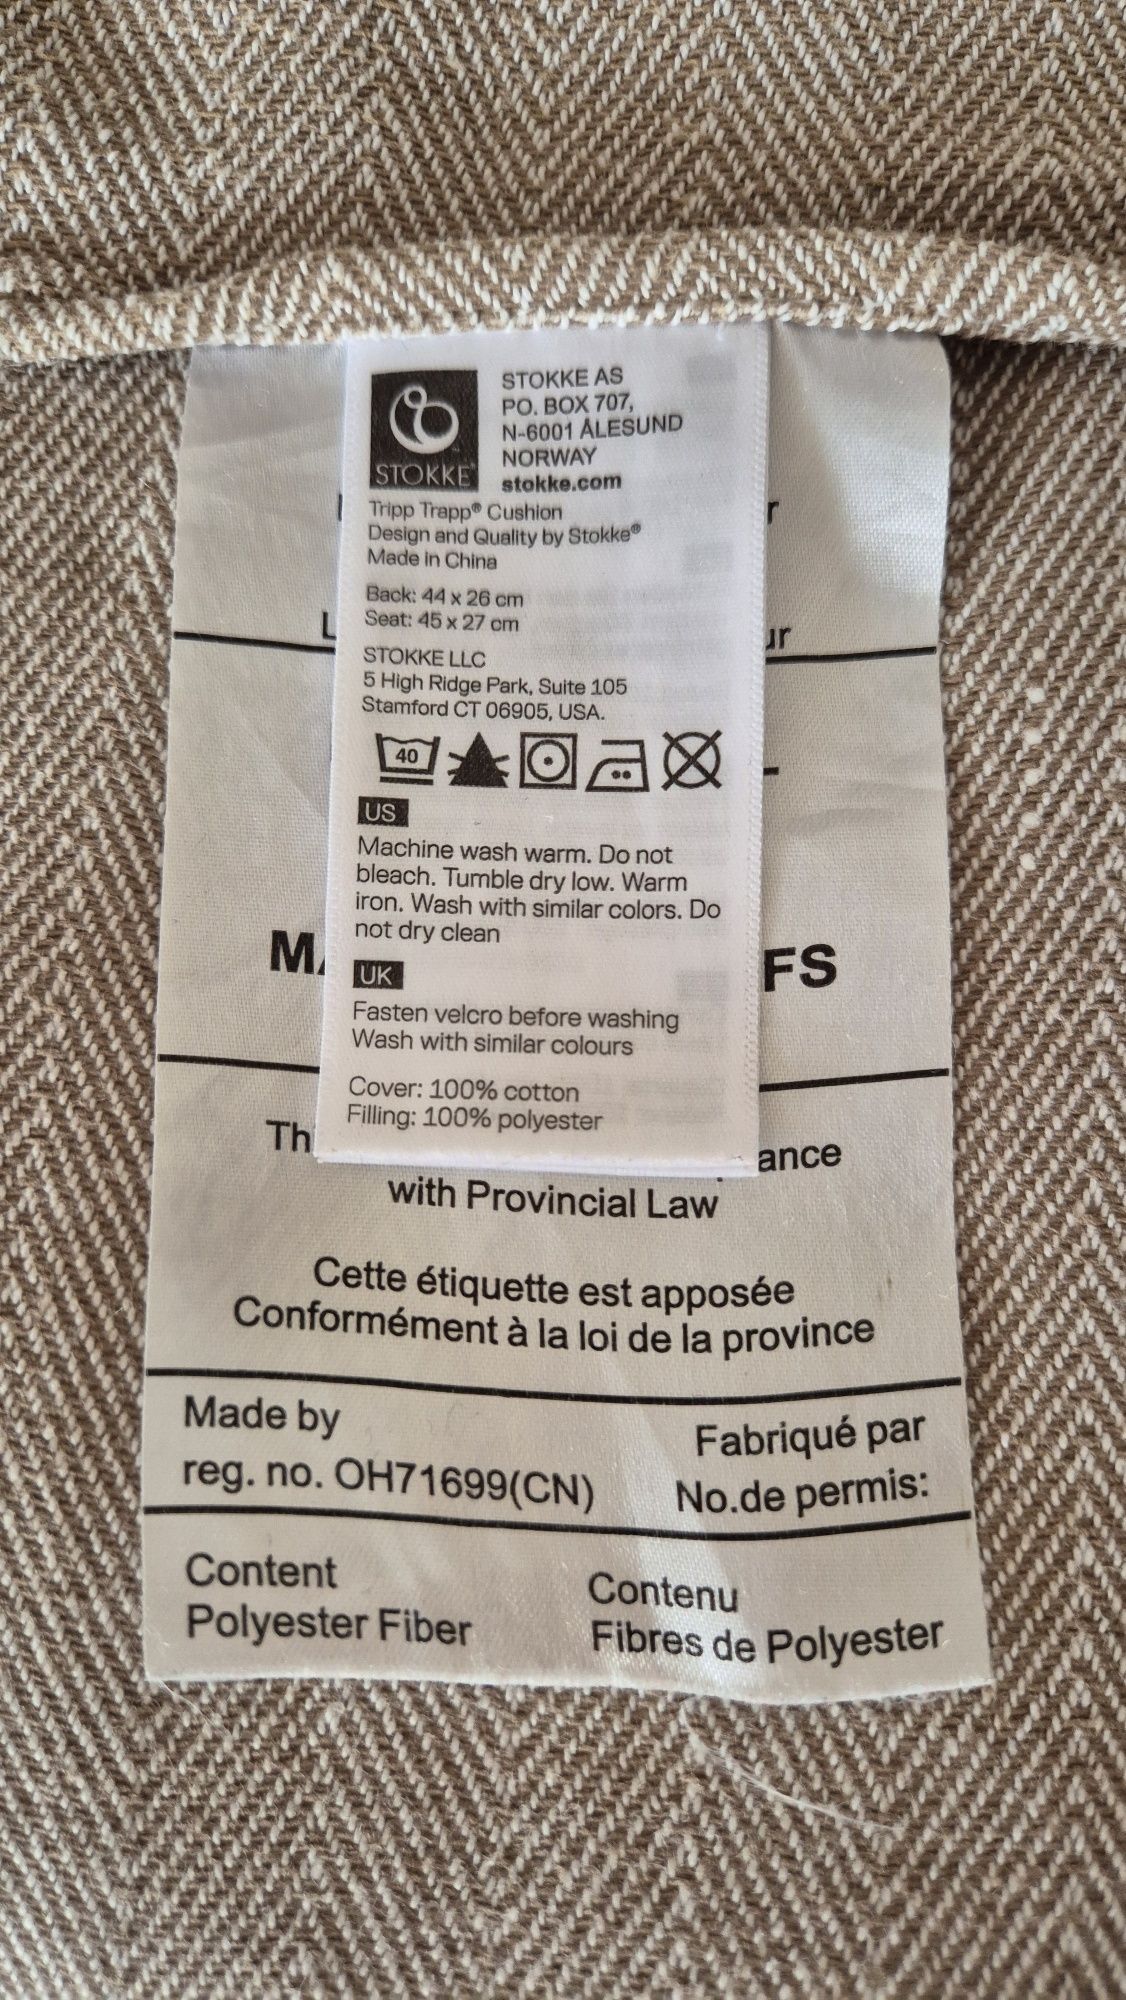 STOKKE
STOKKE AS
PO. BOX 707,
N-6001 ÅLESUND
NORWAY
stokke.com
Tripp Trapp® Cushion
Design and Quality by Stokke®
Made in China
Back: 44 x 26 cm
Seat: 45 x 27 cm
STOKKE LLC
5 High Ridge Park, Suite 105
Stamford CT 06905, USA.
40
US
Machine wash warm. Do not
bleach. Tumble dry low. Warm
iron. Wash with similar colors. Do
not dry clean
UK
Fasten velcro before washing
Wash with similar colours
Cover: 100% cotton
Filling: 100% polyester
with Provincial Law
Cette étiquette est apposée
Conformément à la loi de la province
Made by
reg. no. OH71699(CN)
Fabriqué par
No.de permis:
Content
Polyester Fiber
Contenu
Fibres de Polyester